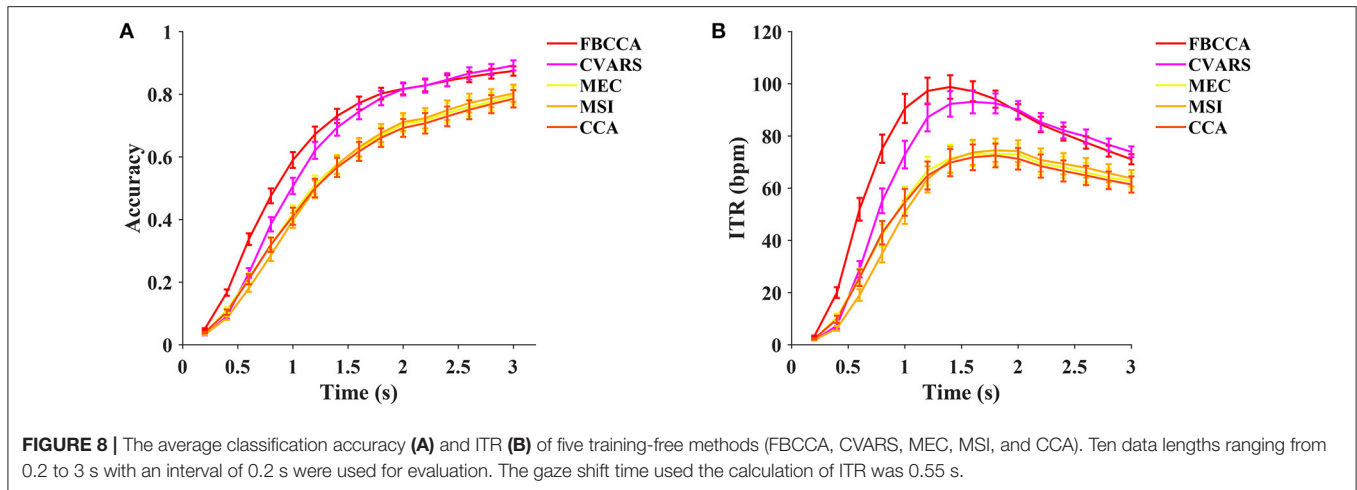 A
FBCCA
CVARS
MEC
MSI
CCA
Accuracy
1
0.8
0.6
0.4
0.2
0
0 0.5 1 1.5 2 2.5 3
Time (s)
B
FBCCA
CVARS
MEC
MSI
CCA
ITR (bpm)
120
100
80
60
40
20
0
0 0.5 1 1.5 2 2.5 3
Time (s)
FIGURE 8 | The average classification accuracy (A) and ITR (B) of five training-free methods (FBCCA, CVARS, MEC, MSI, and CCA). Ten data lengths ranging from
0.2 to 3 s with an interval of 0.2 s were used for evaluation. The gaze shift time used the calculation of ITR was 0.55 s.